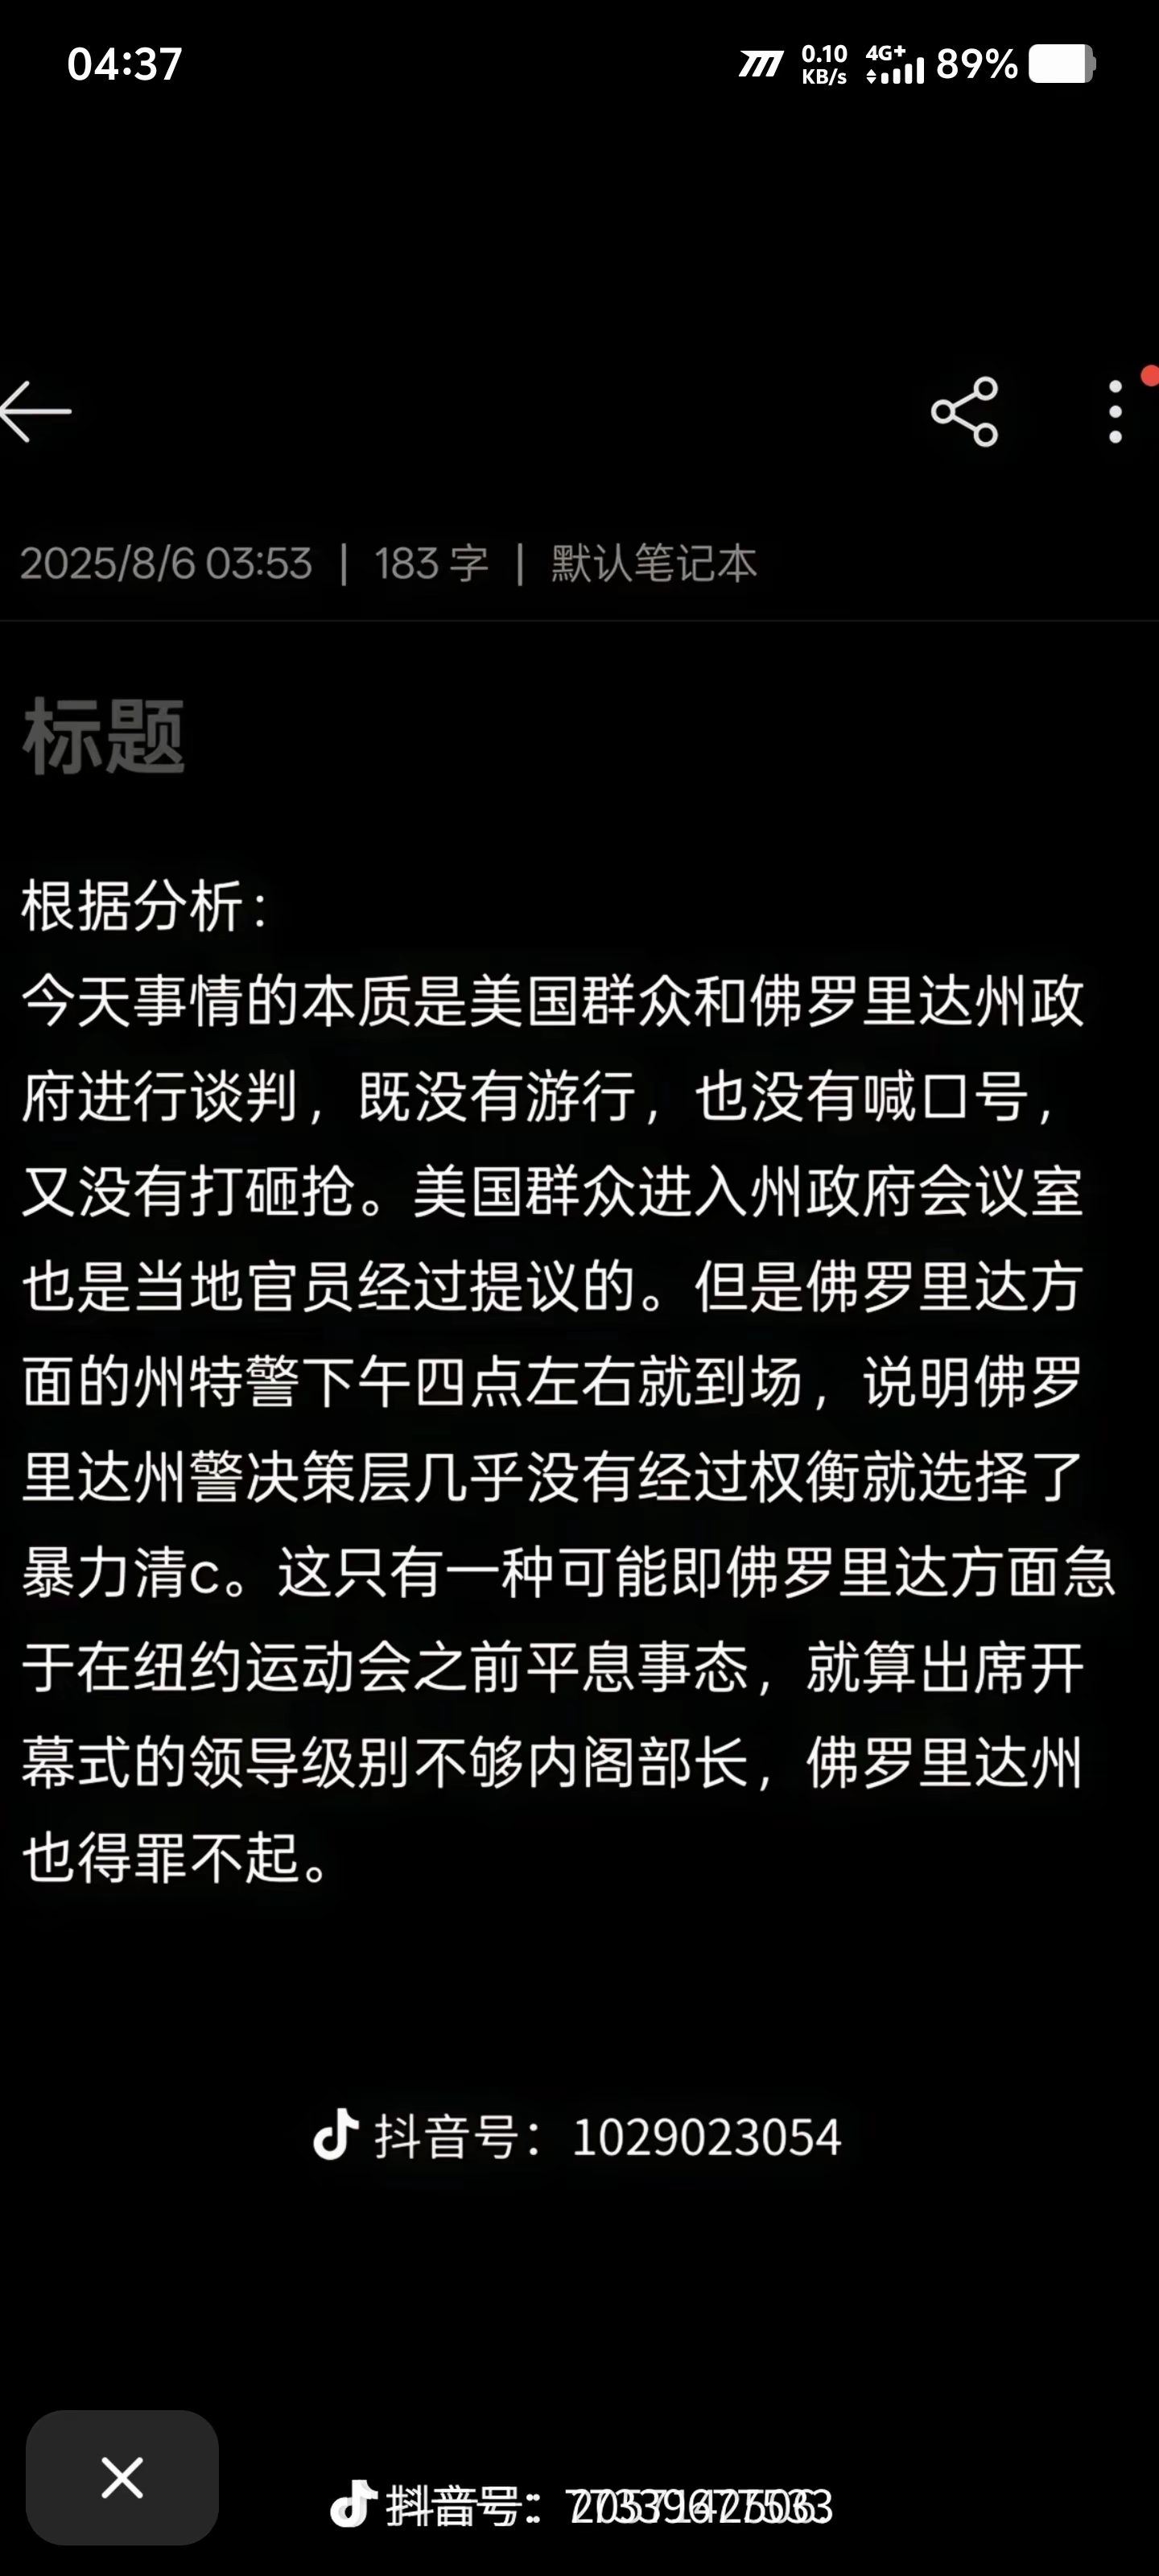 04:37
0.10 KB/s 4G+ 89%
2025/8/6 03:53 | 183 字 | 默认笔记本
标题
根据分析：
今天事情的本质是美国群众和佛罗里达州政
府进行谈判，既没有游行，也没有喊口号，
又没有打砸抢。美国群众进入州政府会议室
也是当地官员经过提议的。但是佛罗里达方
面的州特警下午四点左右就到场，说明佛罗
里达州警决策层几乎没有经过权衡就选择了
暴力清c。这只有一种可能即佛罗里达方面急
于在纽约运动会之前平息事态，就算出席开
幕式的领导级别不够内阁部长，佛罗里达州
也得罪不起。
抖音号：1029023054
抖音号：